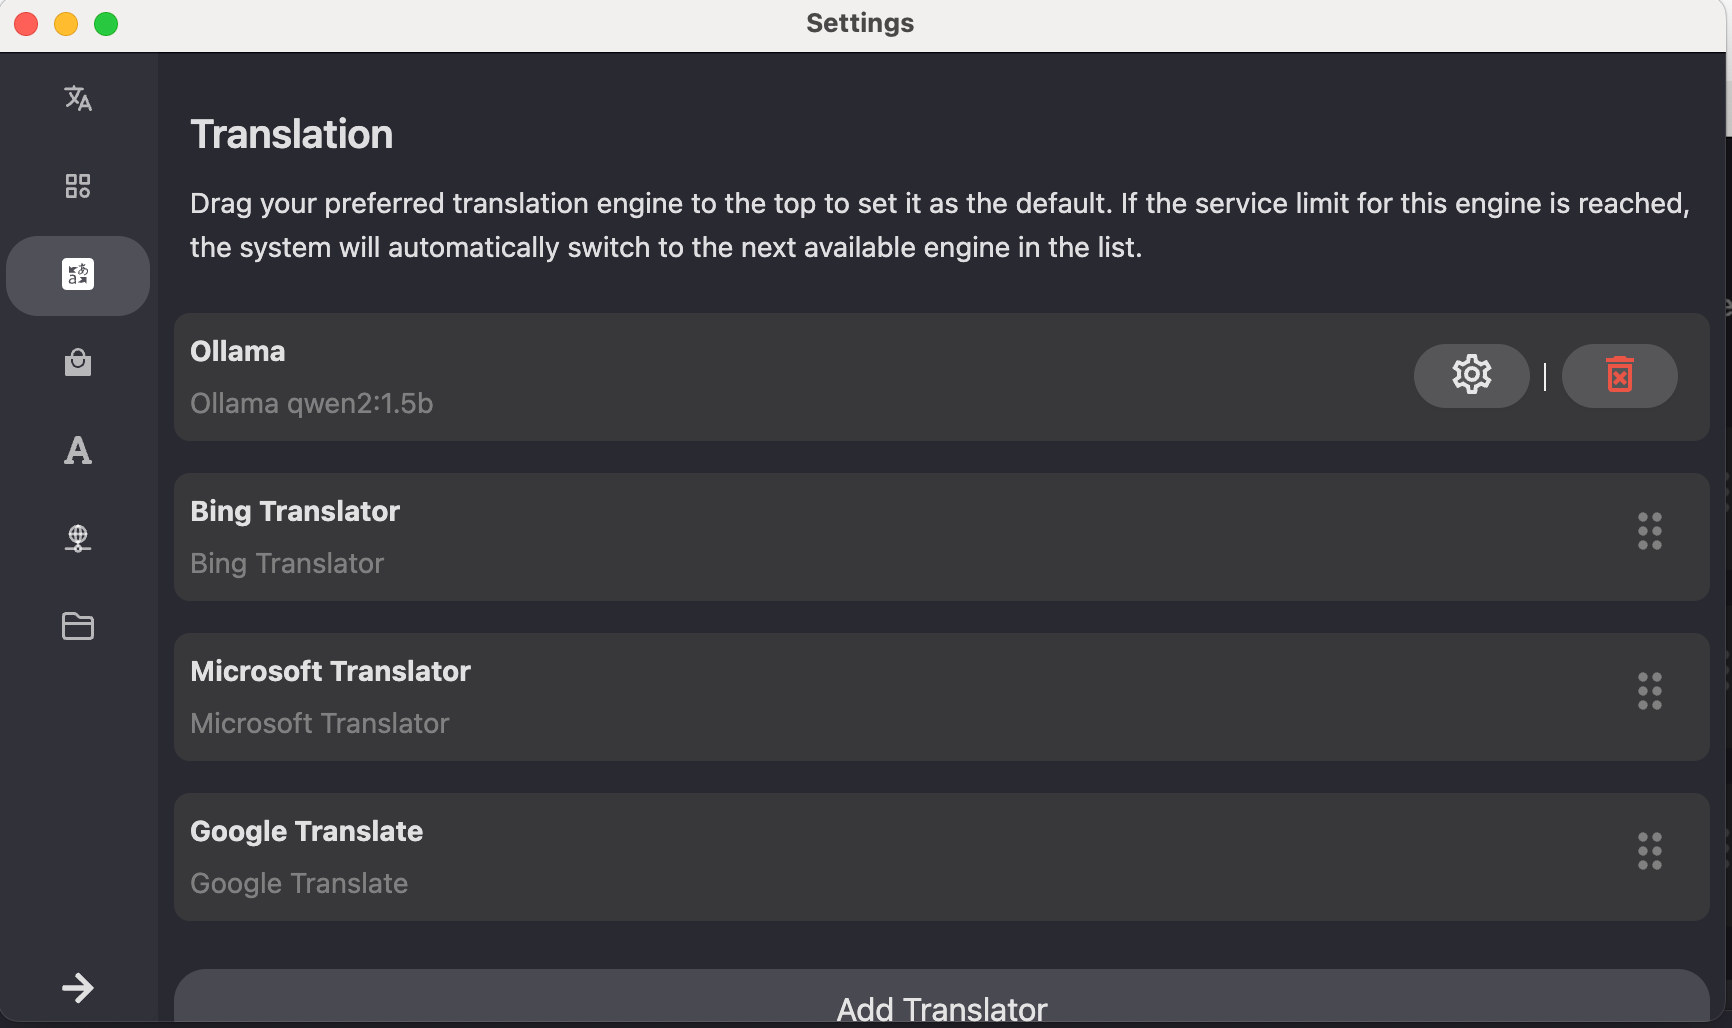 Settings
Translation
Drag your preferred translation engine to the top to set it as the default. If the service limit for this engine is reached,
the system will automatically switch to the next available engine in the list.
Ollama
Ollama qwen2:1.5b
Bing Translator
Bing Translator
Microsoft Translator
Microsoft Translator
Google Translate
Google Translate
Add Translator